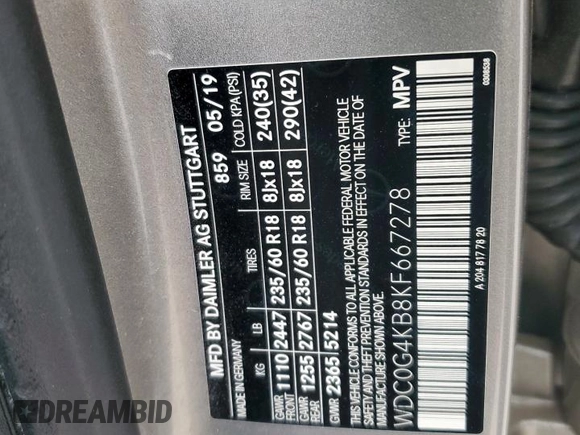 MFD BY DAIMLER AG STUTTGART
MADE IN GERMANY 859 05/19
KG LB TIRES RIM SIZE COLD KPA(PSI)
GAWR FRONT 1110 2447 235/60 R18 8Jx18 240(35)
GAWR REAR 1255 2767 235/60 R18 8Jx18 290(42)
GVWR 2365 5214
THIS VEHICLE CONFORMS TO ALL APPLICABLE FEDERAL MOTOR VEHICLE
SAFETY AND THEFT PREVENTION STANDARDS IN EFFECT ON THE DATE OF
MANUFACTURE SHOWN ABOVE.
WDC0G4KB8KF667278 TYPE: MPV
A 204 817 78 20 0308538
DREAMBID